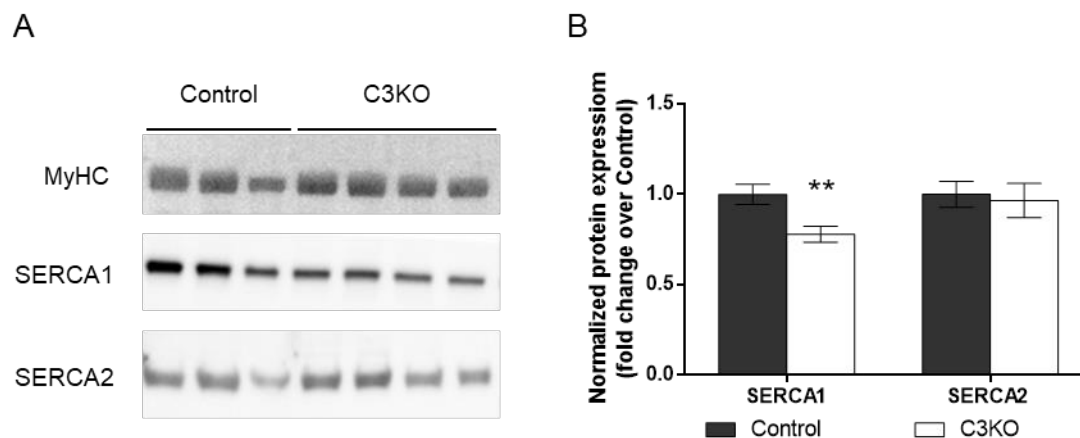 A
Control C3KO
MyHC
SERCA1
SERCA2
B
Normalized protein expressiom
(fold change over Control)
1.5
1.0
0.5
0.0
**
SERCA1 SERCA2
Control C3KO